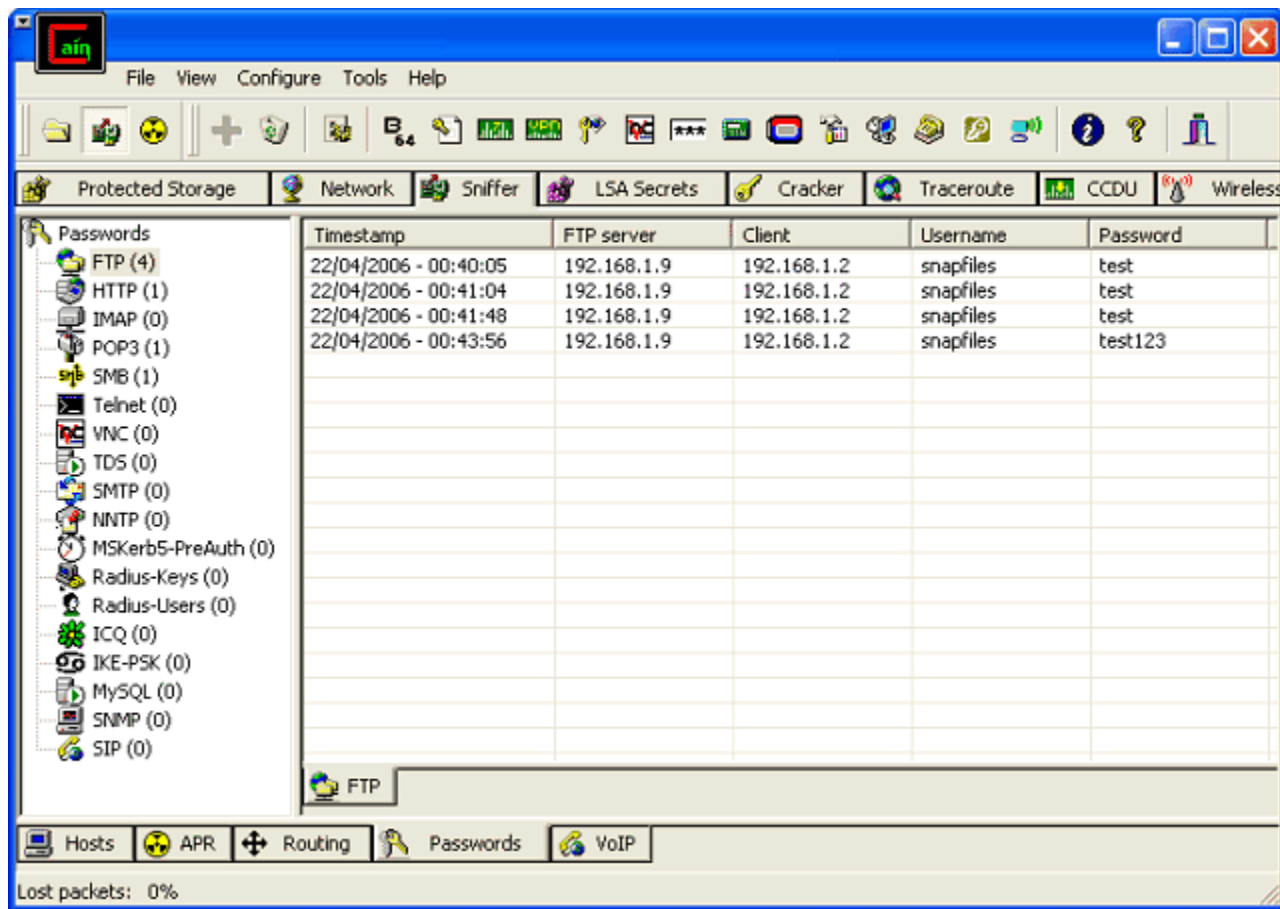 Cain
File View Configure Tools Help
B64 ***
Protected Storage Network Sniffer LSA Secrets Cracker Traceroute CCDU Wireless
Passwords
FTP (4)
HTTP (1)
IMAP (0)
POP3 (1)
SMB (1)
Telnet (0)
VNC (0)
TDS (0)
SMTP (0)
NNTP (0)
MSKerb5-PreAuth (0)
Radius-Keys (0)
Radius-Users (0)
ICQ (0)
IKE-PSK (0)
MySQL (0)
SNMP (0)
SIP (0)
Timestamp FTP server Client Username Password
22/04/2006 - 00:40:05 192.168.1.9 192.168.1.2 snapfiles test
22/04/2006 - 00:41:04 192.168.1.9 192.168.1.2 snapfiles test
22/04/2006 - 00:41:48 192.168.1.9 192.168.1.2 snapfiles test
22/04/2006 - 00:43:56 192.168.1.9 192.168.1.2 snapfiles test123
FTP
Hosts APR Routing Passwords VoIP
Lost packets: 0%